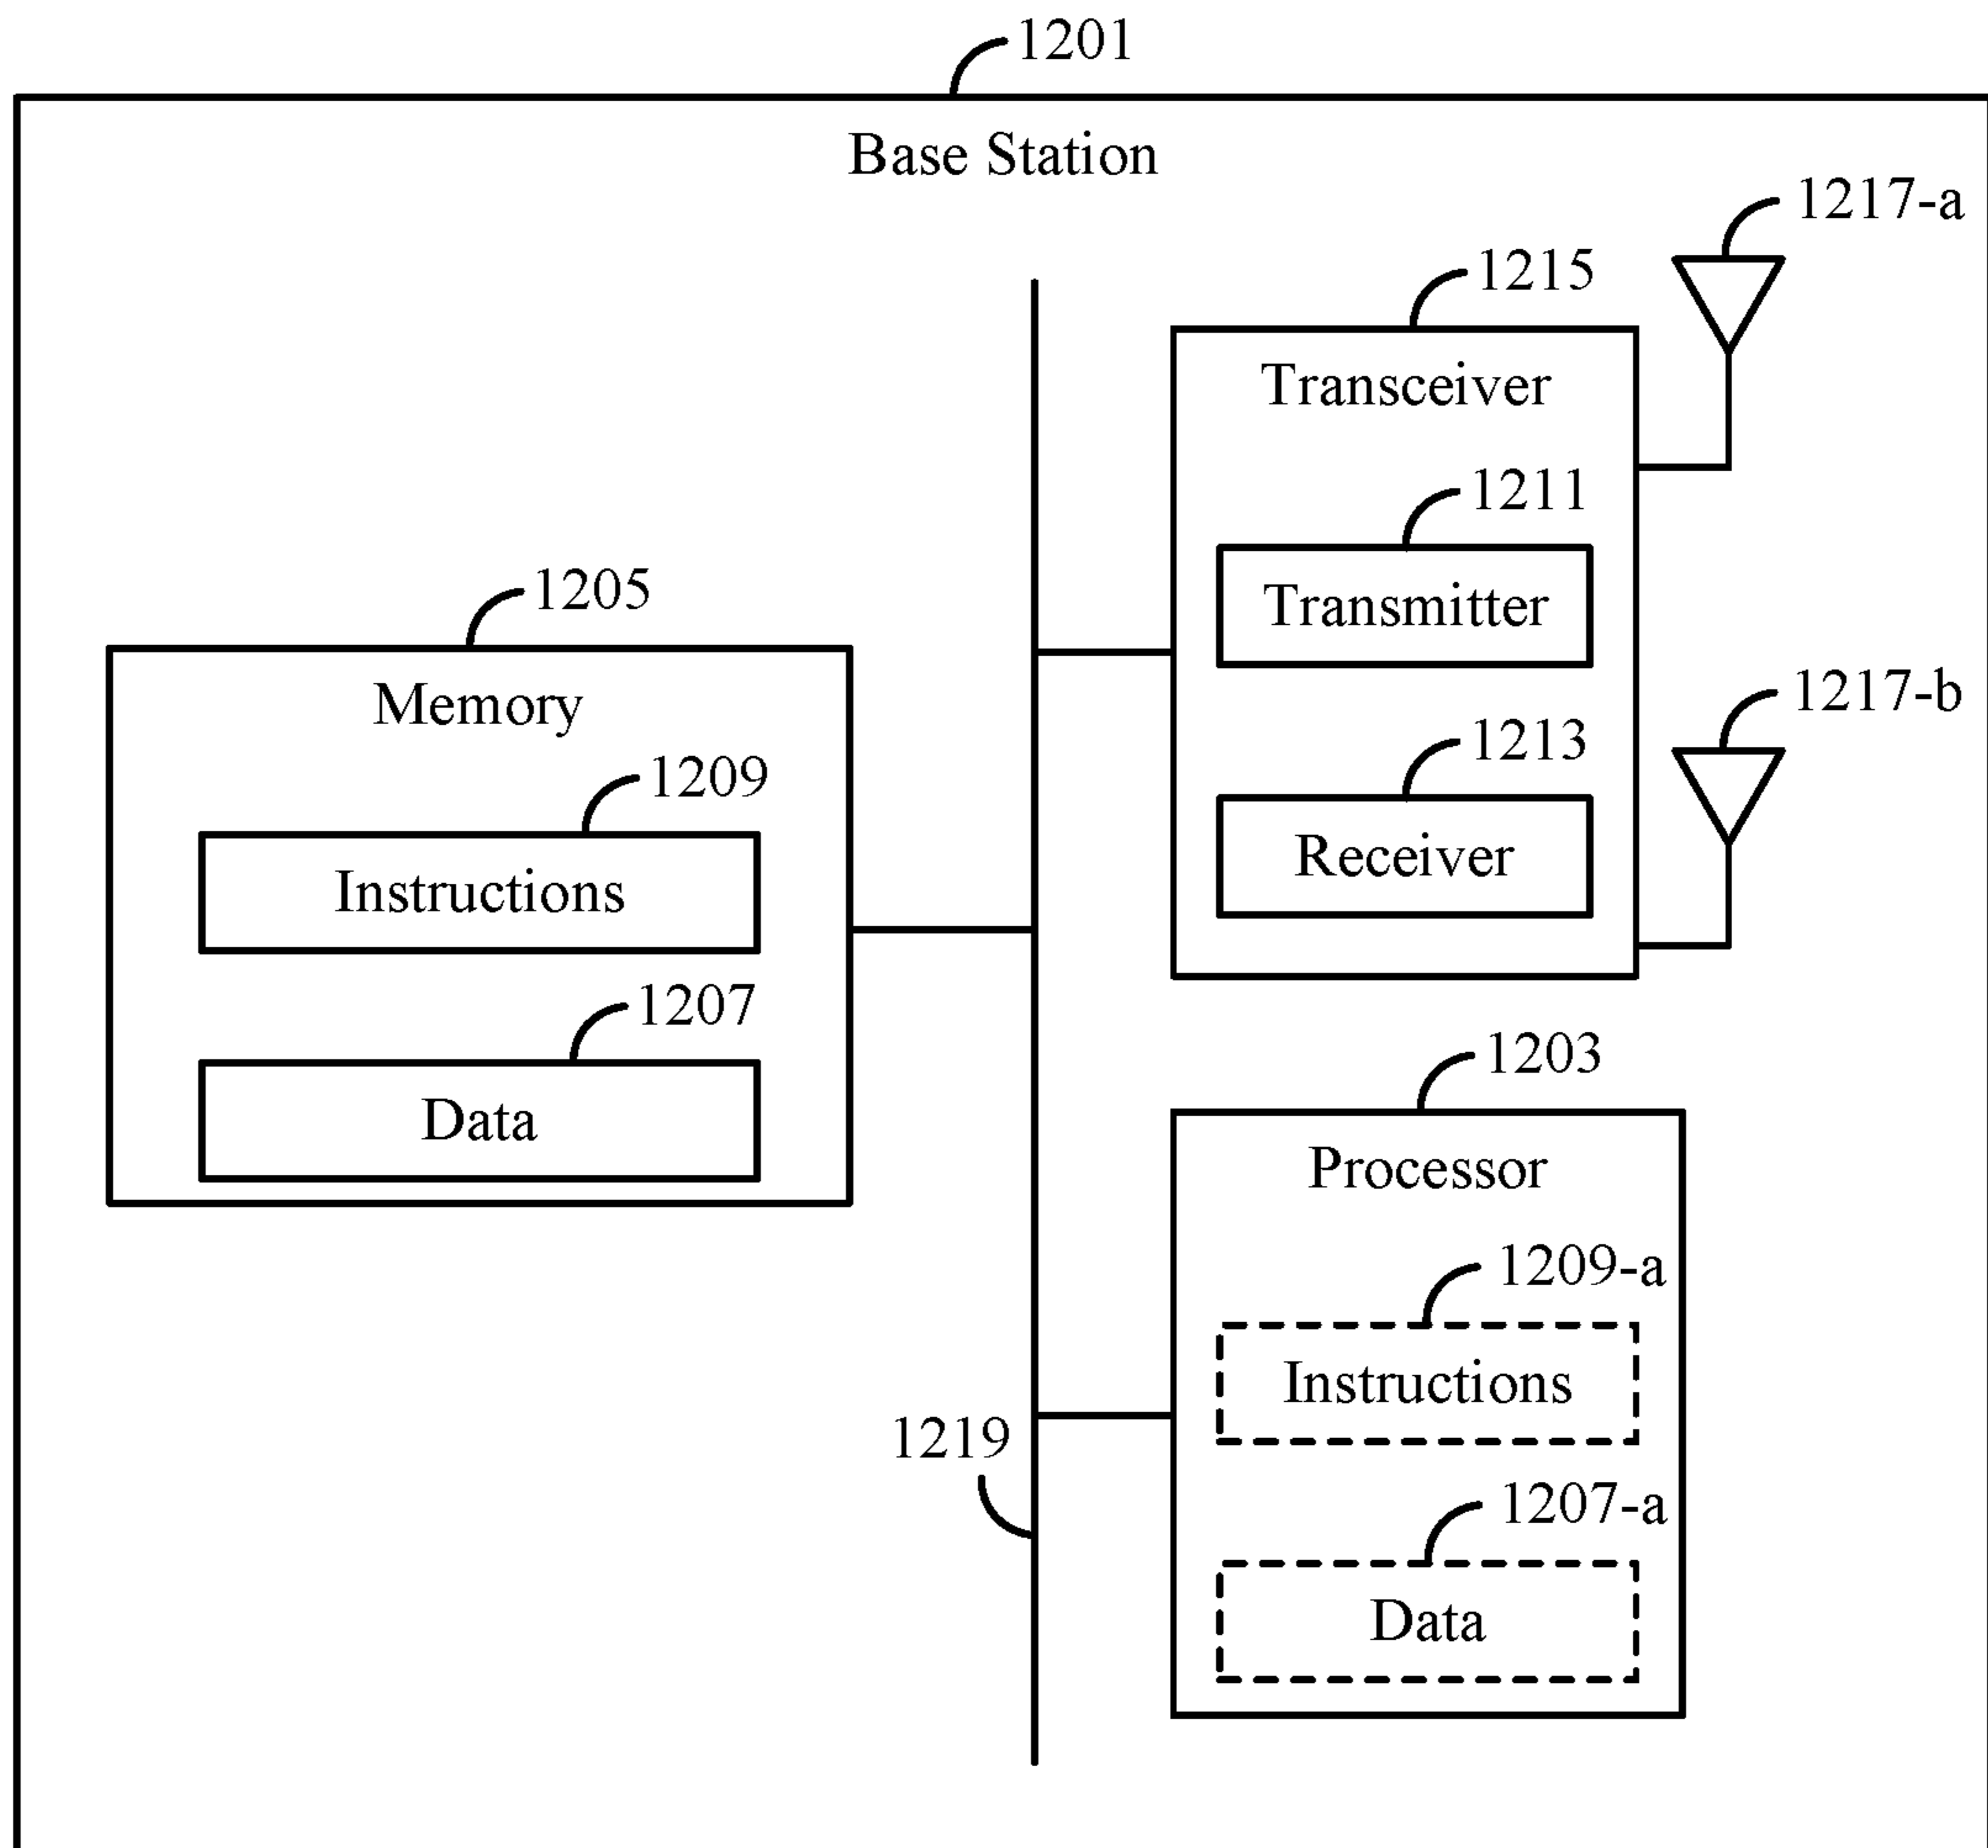 1201
Base Station
1217-a
1215
Transceiver
1211
Transmitter
1217-b
1213
Receiver
1205
Memory
1209
Instructions
1207
Data
1203
Processor
1209-a
Instructions
1219
1207-a
Data